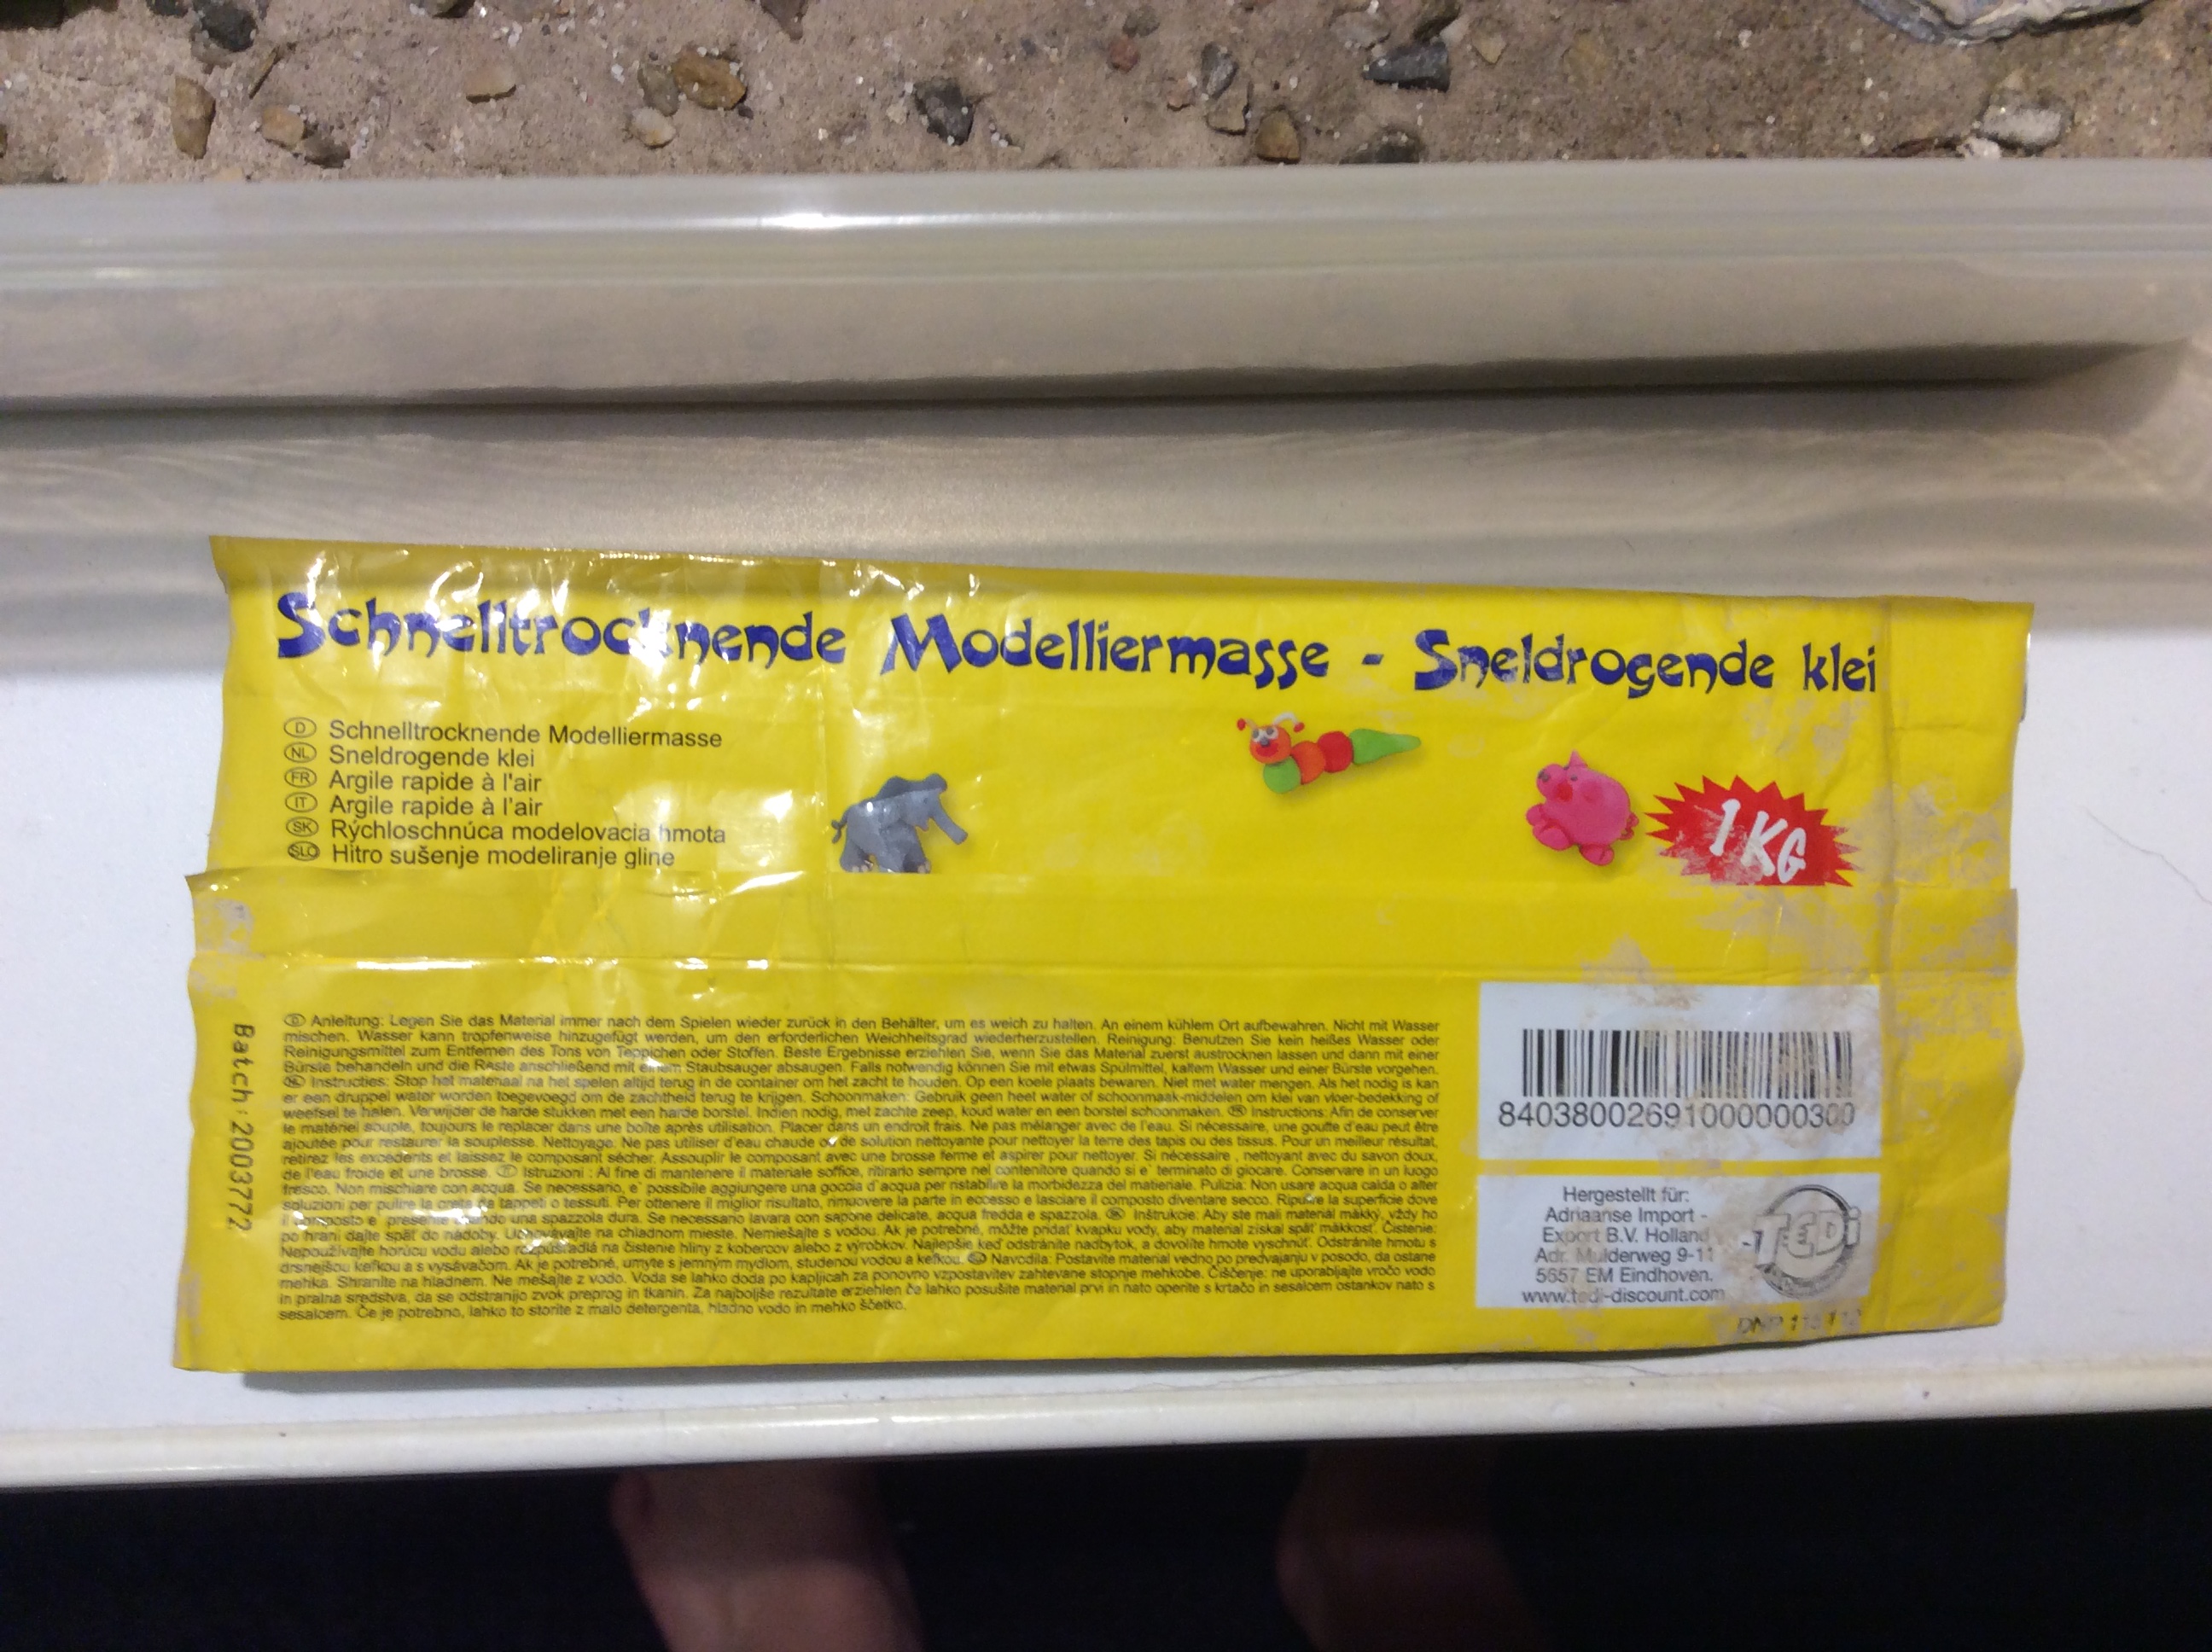 Schnelltrocknende Modelliermasse - Sneldrogende klei
D Schnelltrocknende Modelliermasse
NL Sneldrogende klei
FR Argile rapide à l'air
IT Argile rapide à l'air
SK Rýchloschnúca modelovacia hmota
SLO Hitro sušenje modeliranje gline
1 KG
Batch:2003772
D Anleitung: Legen Sie das Material immer nach dem Spielen wieder zurück in den Behälter, um es weich zu halten. An einem kühlem Ort aufbewahren. Nicht mit Wasser
mischen. Wasser kann tropfenweise hinzugefügt werden, um den erforderlichen Weichheitsgrad wiederherzustellen. Reinigung: Benutzen Sie kein heißes Wasser oder
Reinigungsmittel zum Entfernen des Tons von Teppichen oder Stoffen. Beste Ergebnisse erziehlen Sie, wenn Sie das Material zuerst austrocknen lassen und dann mit einer
Bürste behandeln und die Reste anschließend mit einem Staubsauger absaugen. Falls notwendig können Sie mit etwas Spülmittel, kaltem Wasser und einer Bürste vorgehen.
NL Instructies: Stop het materiaal na het spelen altijd terug in de container om het zacht te houden. Op een koele plaats bewaren. Niet met water mengen. Als het nodig is kan
er een druppel water worden toegevoegd om de zachtheid terug te krijgen. Schoonmaken: Gebruik geen heet water of schoonmaak-middelen om klei van vloer-bedekking of
weefsel te halen. Verwijder de harde stukken met een harde borstel. Indien nodig, met zachte zeep, koud water en een borstel schoonmaken. FR Instructions: Afin de conserver
le matériel souple, toujours le replacer dans une boîte après utilisation. Placer dans un endroit frais. Ne pas mélanger avec de l'eau. Si nécessaire, une goutte d'eau peut être
ajoutée pour restaurer la souplesse. Nettoyage: Ne pas utiliser d'eau chaude ou de solution nettoyante pour nettoyer la terre des tapis ou des tissus. Pour un meilleur résultat,
retirez les excédents et laissez le composant sécher. Assouplir le composant avec une brosse ferme et aspirer pour nettoyer. Si nécessaire , nettoyant avec du savon doux,
de l'eau froide et une brosse. IT Istruzioni : Al fine di mantenere il materiale soffice, ritirarlo sempre nel contenitore quando si e' terminato di giocare. Conservare in un luogo
fresco. Non mischiare con acqua. Se necessario, e' possibile aggiungere una goccia d'acqua per ristabilire la morbidezza del materiale. Pulizia: Non usare acqua calda o alter
soluzioni per pulire la creta da tappeti o tessuti. Per ottenere il miglior risultato, rimuovere la parte in eccesso e lasciare il composto diventare secco. Ripulire la superficie dove
il composto e' presente una spazzola dura. Se necessario lavara con sapone delicate, acqua fredda e spazzola. SK Inštrukcie: Aby ste mali materiál mäkký, vždy ho
po hraní dajte späť do nádoby. Uchovávajte na chladnom mieste. Nemiešajte s vodou. Ak je potrebné, môžte pridať kvapku vody, aby material získal späť mäkkosť. Čistenie:
Nepoužívajte horúcu vodu alebo rozpúšťadlá na čistenie hliny z kobercov alebo z výrobkov. Najlepšie keď odstránite nadbytok, a dovolíte hmote vyschnúť. Odstránite hmotu s
drsnejšou kefkou a s vysávačom. Ak je potrebné, umyte s jemným mydlom, studenou vodou a kefkou. SLO Navodila: Postavite material vedno po predvajanju v posodo, da ostane
mehka. Shranite na hladnem. Ne mešajte z vodo. Voda se lahko doda po kapljicah za ponovno vzpostavitev zahtevane stopnje mehkobe. Čiščenje: ne uporabljajte vročo vodo
in pralna sredstva, da se odstranijo zvok preprog in tkanin. Za najboljše rezultate erziehlen če lahko posušite material prvi in nato operite s krtačo in sesalcem ostankov nato s
sesalcem. Če je potrebno, lahko to storite z malo detergenta, hladno vodo in mehko ščetko.
84038002691000000300
Hergestellt für:
Adriaanse Import -
Export B.V. Holland
Adr. Mulderweg 9-11
5657 EM Eindhoven.
www.tedi-discount.com
TEDi